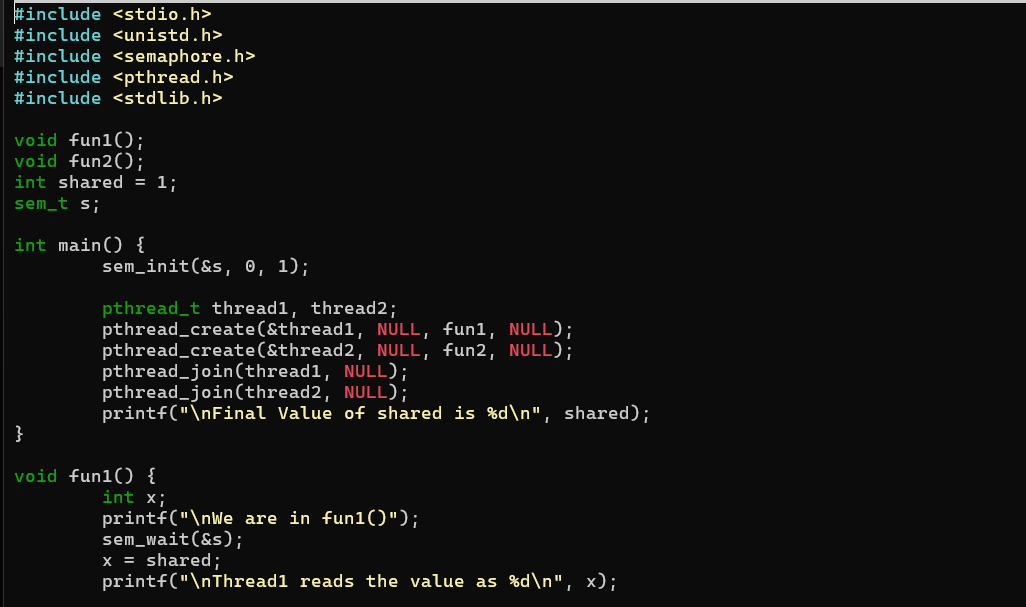 #include <stdio.h>
#include <unistd.h>
#include <semaphore.h>
#include <pthread.h>
#include <stdlib.h>

void fun1();
void fun2();
int shared = 1;
sem_t s;

int main() {
        sem_init(&s, 0, 1);

        pthread_t thread1, thread2;
        pthread_create(&thread1, NULL, fun1, NULL);
        pthread_create(&thread2, NULL, fun2, NULL);
        pthread_join(thread1, NULL);
        pthread_join(thread2, NULL);
        printf("\nFinal Value of shared is %d\n", shared);
}

void fun1() {
        int x;
        printf("\nWe are in fun1()");
        sem_wait(&s);
        x = shared;
        printf("\nThread1 reads the value as %d\n", x);